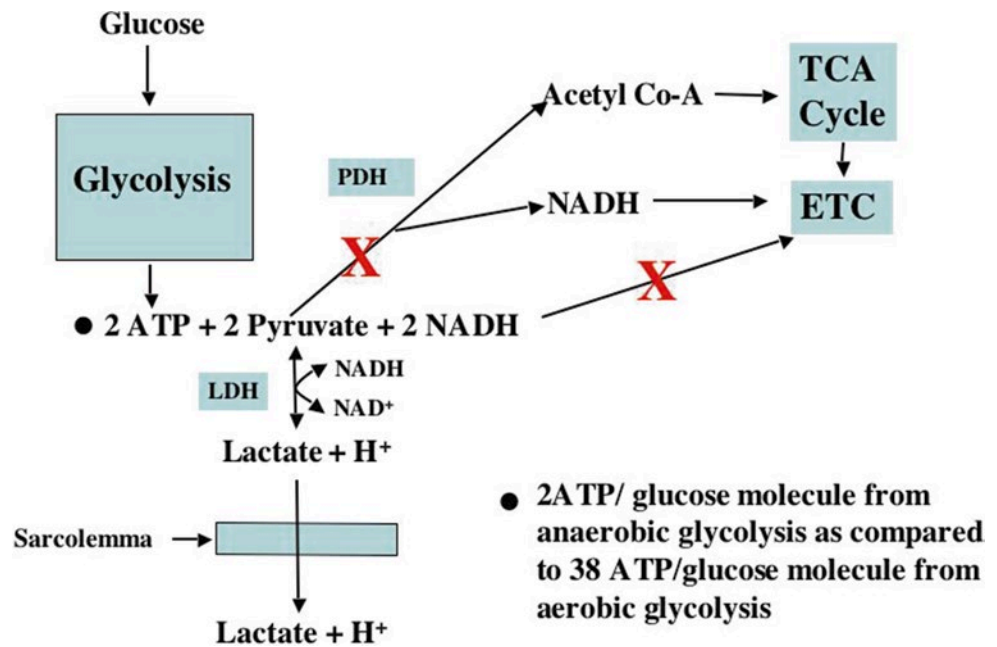 Glucose
Glycolysis
PDH
Acetyl Co-A
TCA
Cycle
NADH
ETC
X
X
● 2 ATP + 2 Pyruvate + 2 NADH
LDH
NADH
NAD⁺
Lactate + H⁺
Sarcolemma
Lactate + H⁺
● 2ATP/ glucose molecule from
anaerobic glycolysis as compared
to 38 ATP/glucose molecule from
aerobic glycolysis